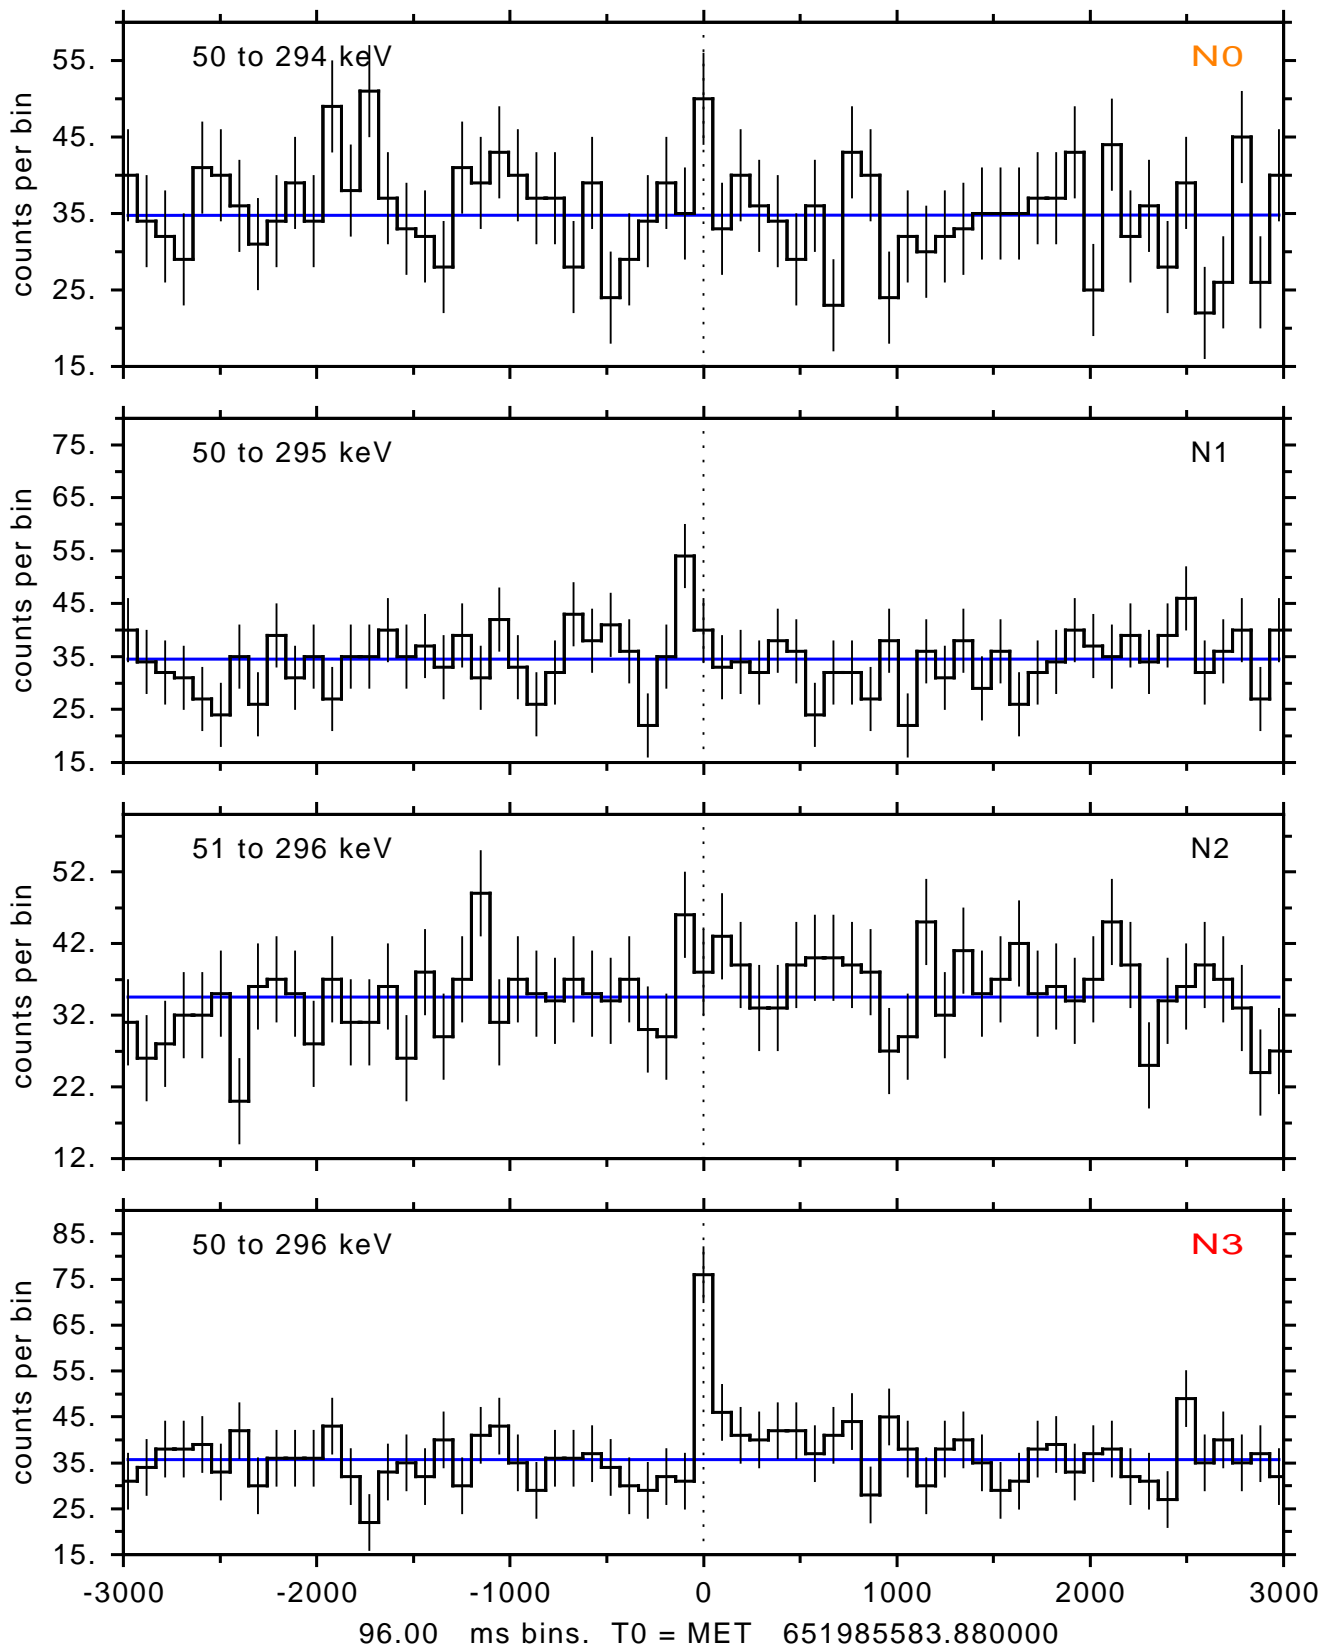 50 to 294 keV N0
55.
45.
35.
25.
15.
counts per bin
50 to 295 keV N1
75.
65.
55.
45.
35.
25.
15.
counts per bin
51 to 296 keV N2
52.
42.
32.
22.
12.
counts per bin
50 to 296 keV N3
85.
75.
65.
55.
45.
35.
25.
15.
counts per bin
-3000 -2000 -1000 0 1000 2000 3000
96.00 ms bins. T0 = MET 651985583.880000